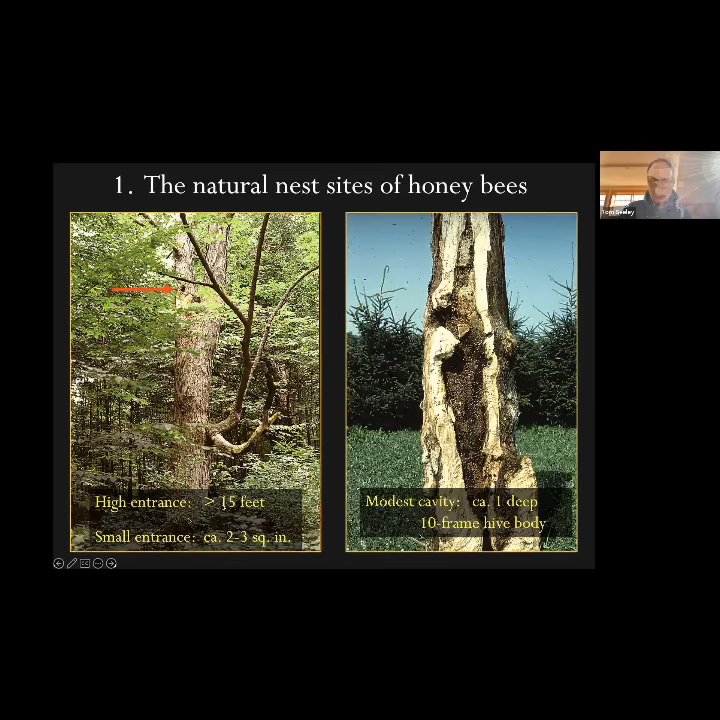 1. The natural nest sites of honey bees
High entrance: > 15 feet
Small entrance: ca. 2-3 sq. in.
Modest cavity: ca. 1 deep
10-frame hive body
Tom Seeley